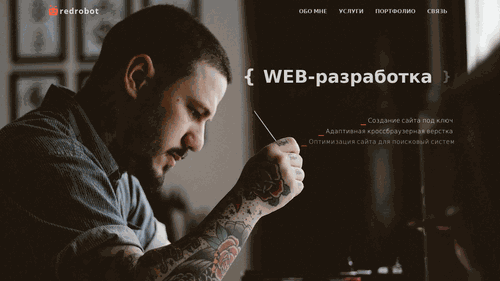 redrobot
ОБО МНЕ УСЛУГИ ПОРТФОЛИО СВЯЗЬ
{ WEB-разработка }
_ Создание сайта под ключ
_ Адаптивная кроссбраузерная верстка
_ Оптимизация сайта для поисковый систем